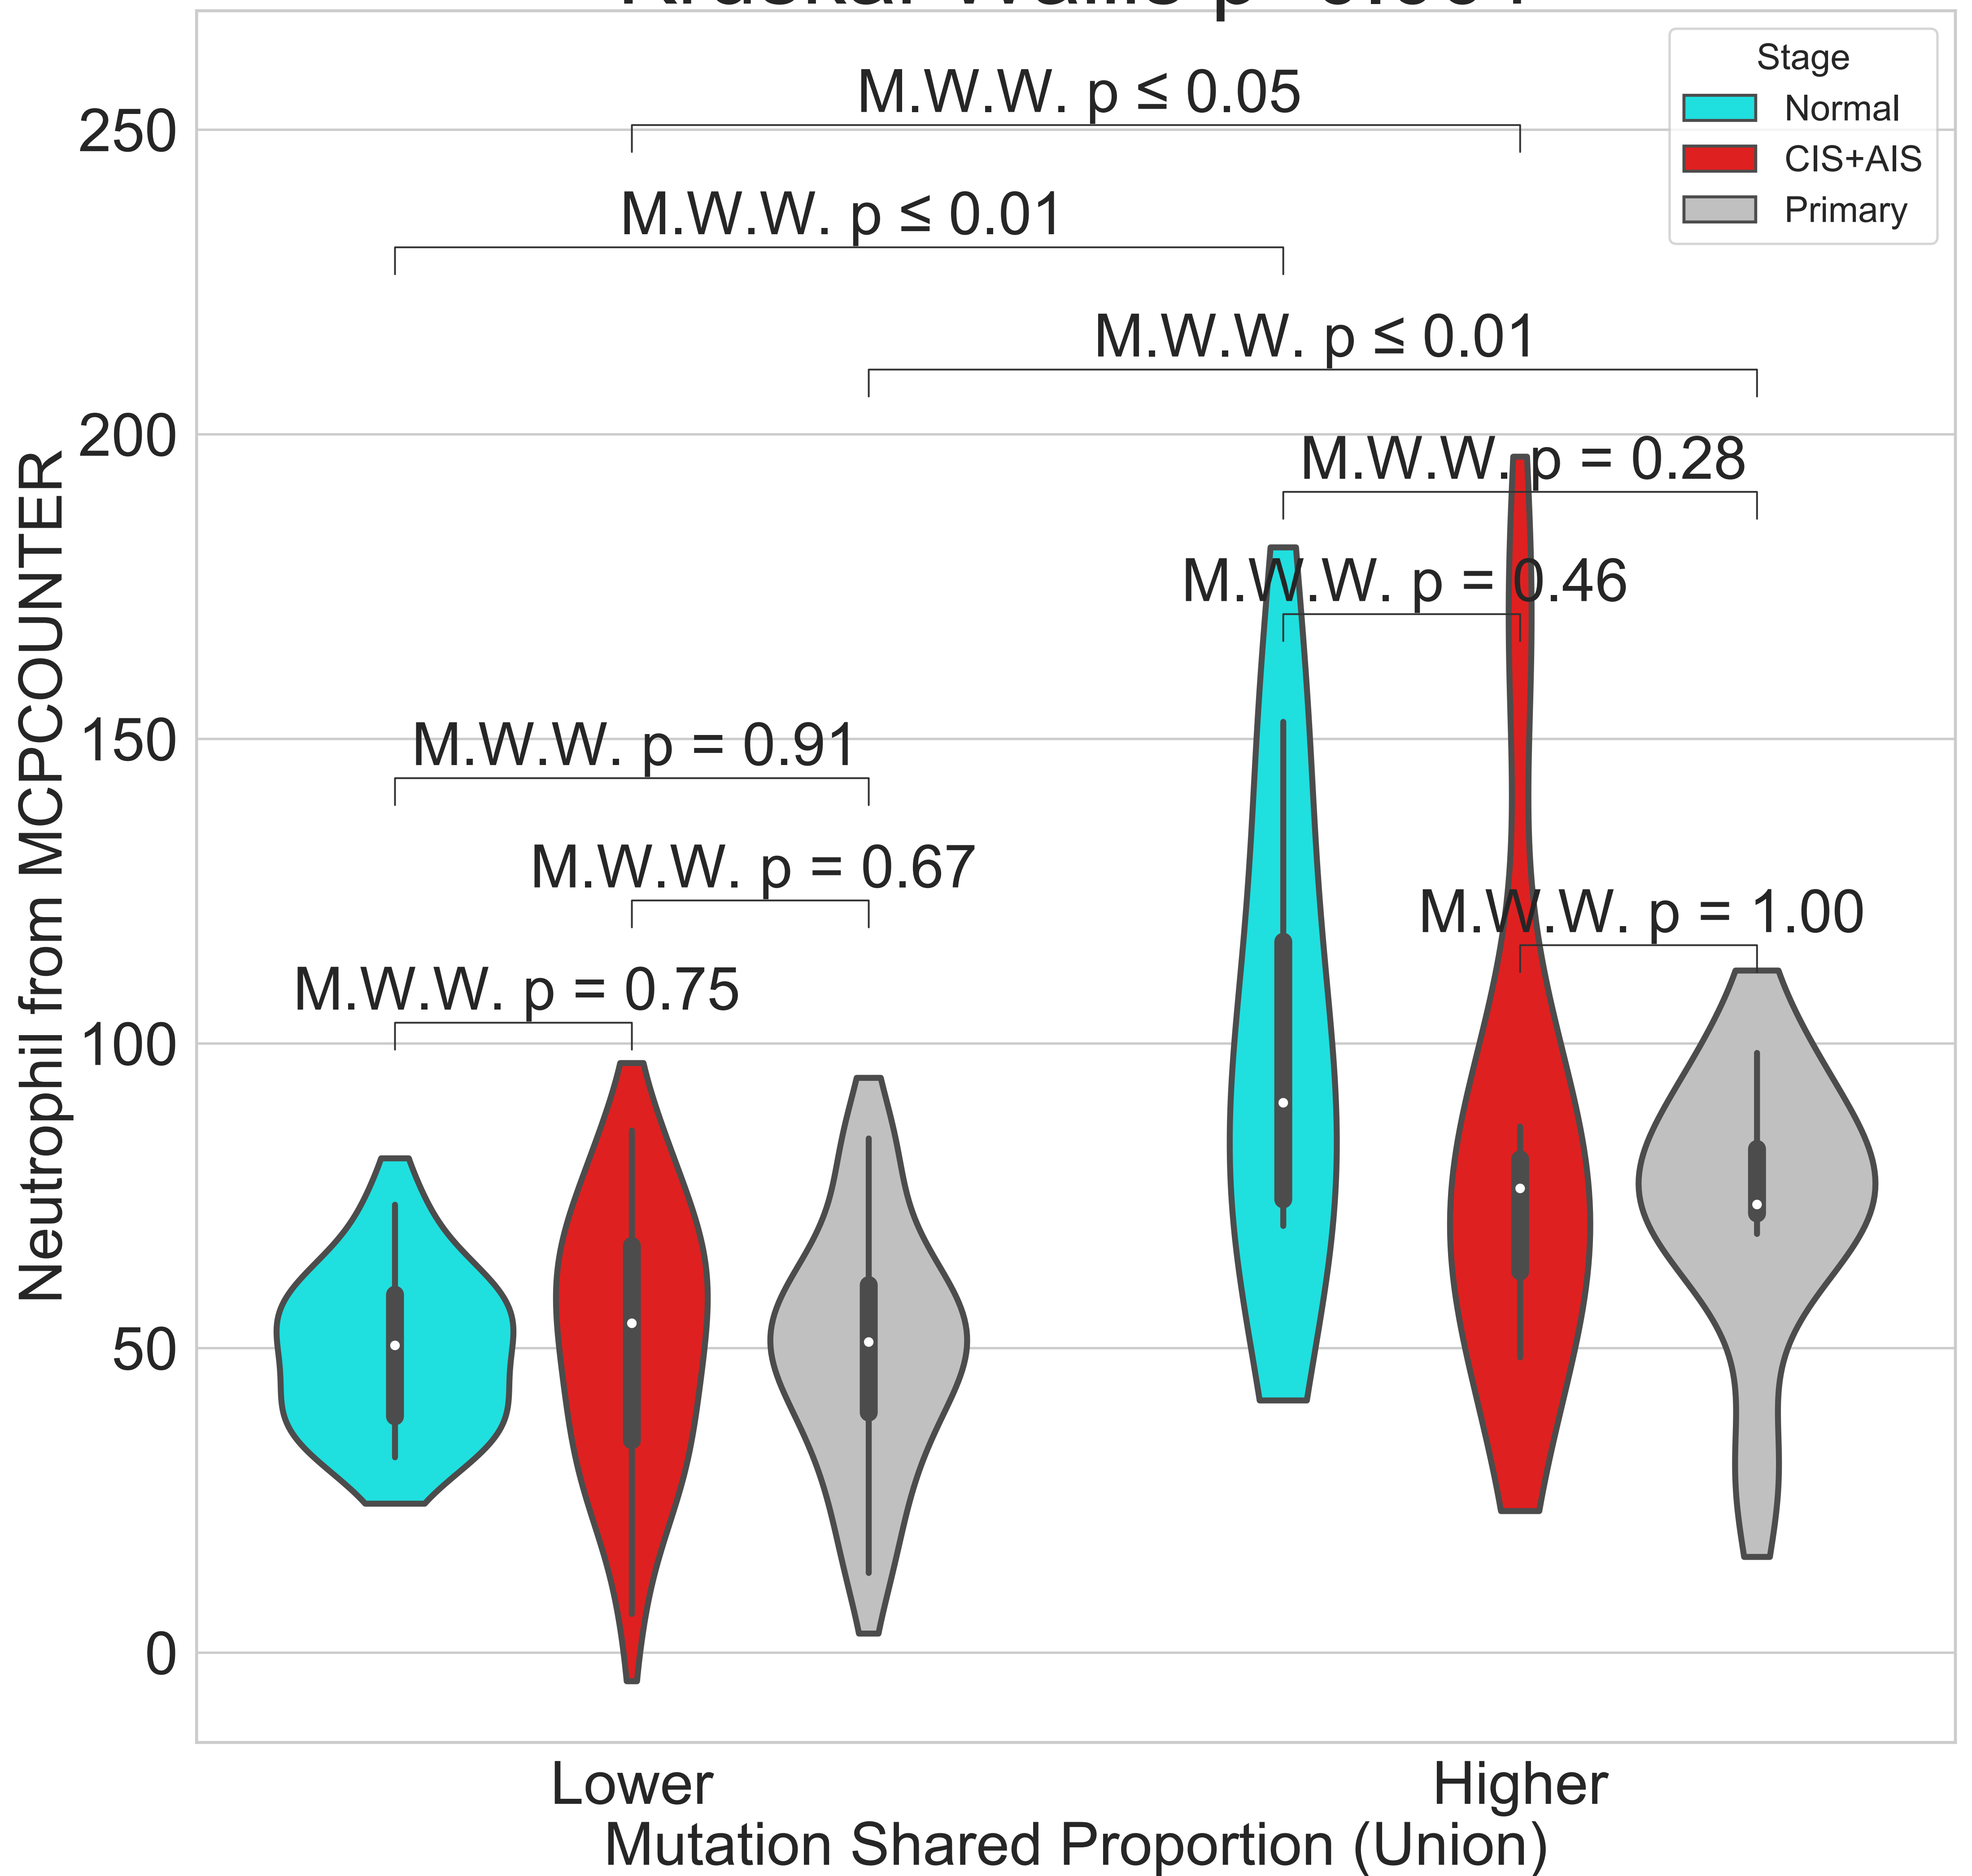 Stage
Normal
CIS+AIS
Primary
M.W.W. p ≤ 0.05
M.W.W. p ≤ 0.01
M.W.W. p ≤ 0.01
M.W.W. p = 0.28
M.W.W. p = 0.46
M.W.W. p = 0.91
M.W.W. p = 0.67
M.W.W. p = 1.00
M.W.W. p = 0.75
Neutrophil from MCPCOUNTER
250
200
150
100
50
0
Lower
Higher
Mutation Shared Proportion (Union)